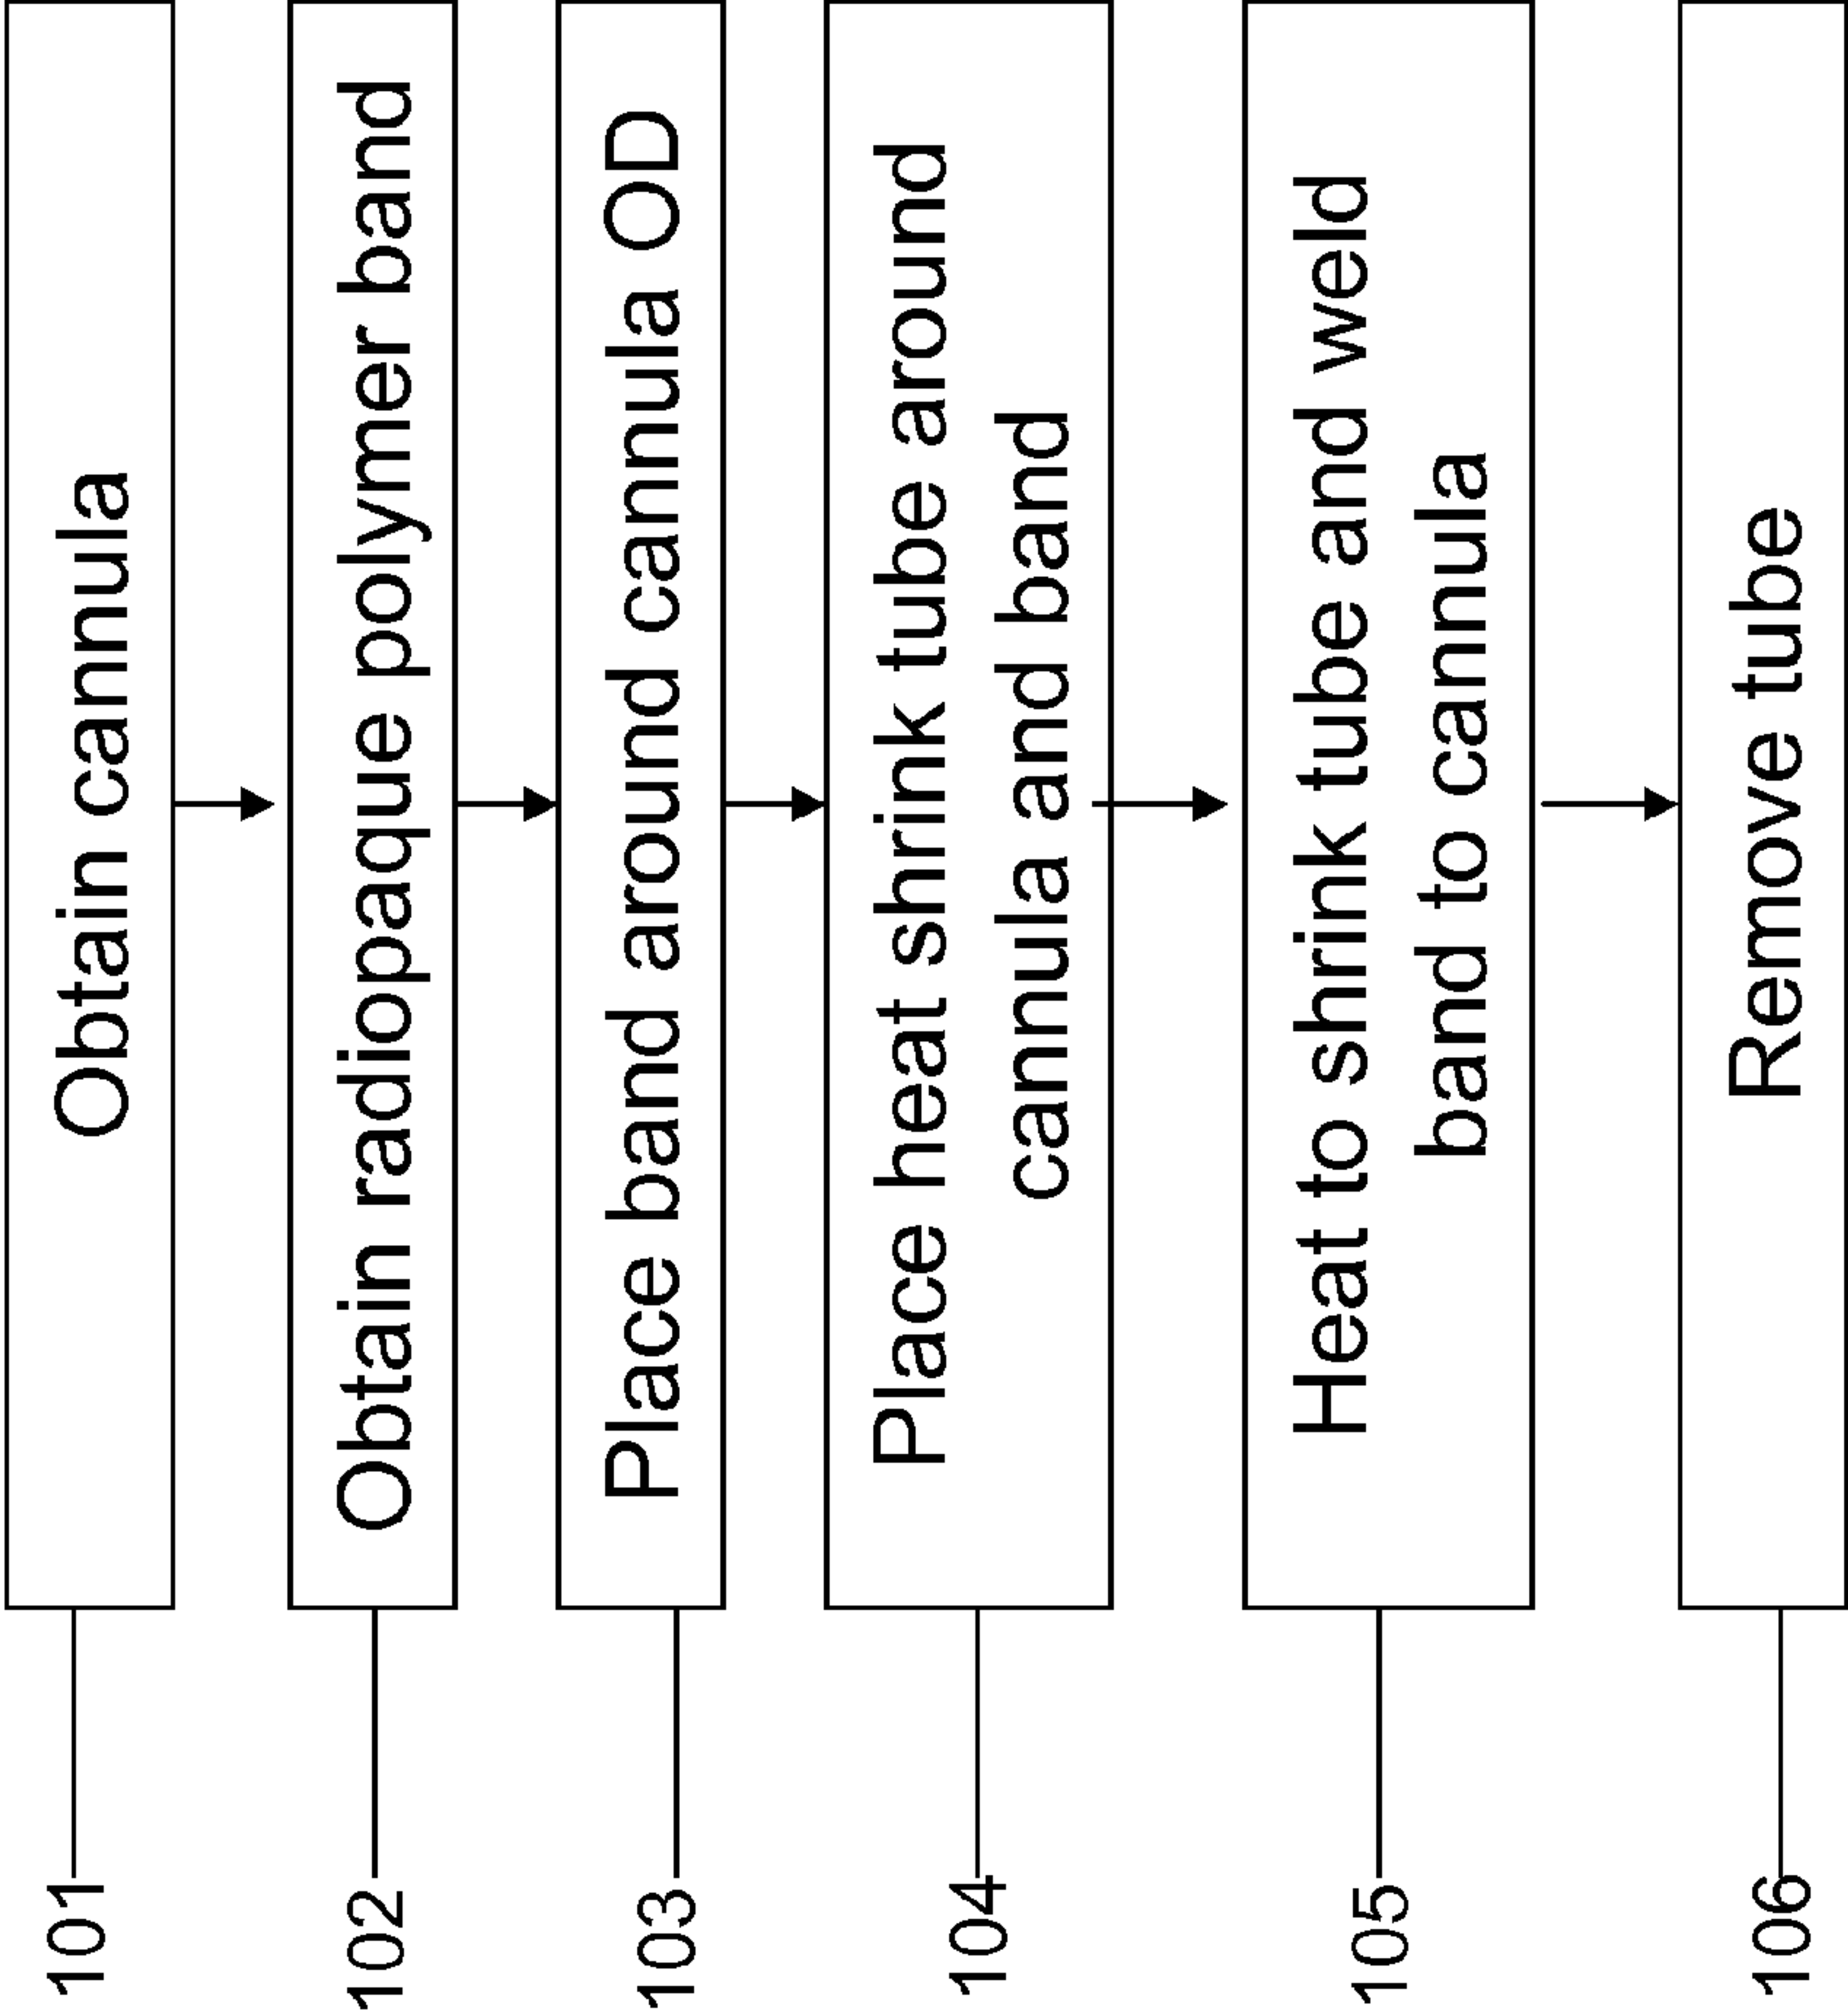 101
Obtain cannula
102
Obtain radiopaque polymer band
103
Place band around cannula OD
104
Place heat shrink tube around
cannula and band
105
Heat to shrink tube and weld
band to cannula
106
Remove tube